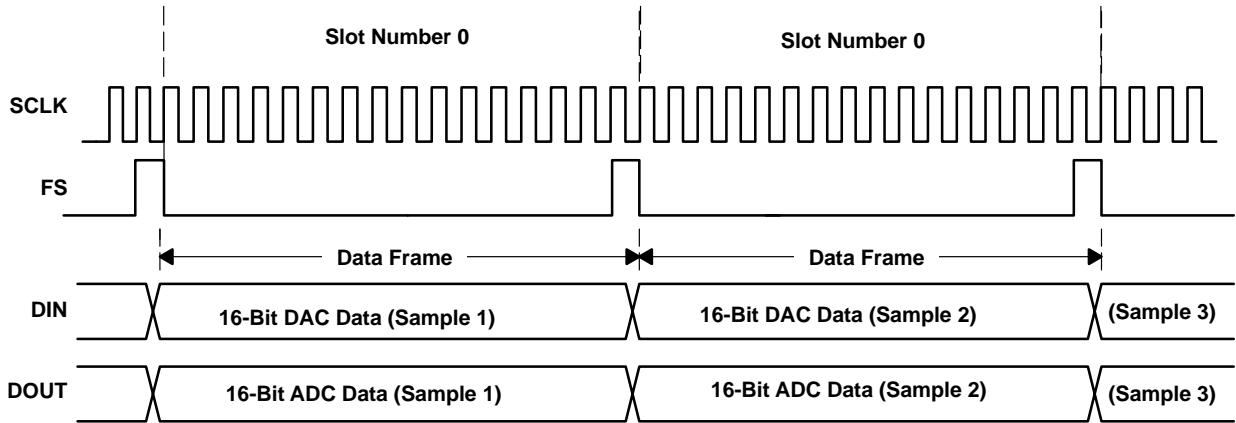 Slot Number 0
Slot Number 0
SCLK
FS
Data Frame
Data Frame
DIN
16-Bit DAC Data (Sample 1)
16-Bit DAC Data (Sample 2)
(Sample 3)
DOUT
16-Bit ADC Data (Sample 1)
16-Bit ADC Data (Sample 2)
(Sample 3)